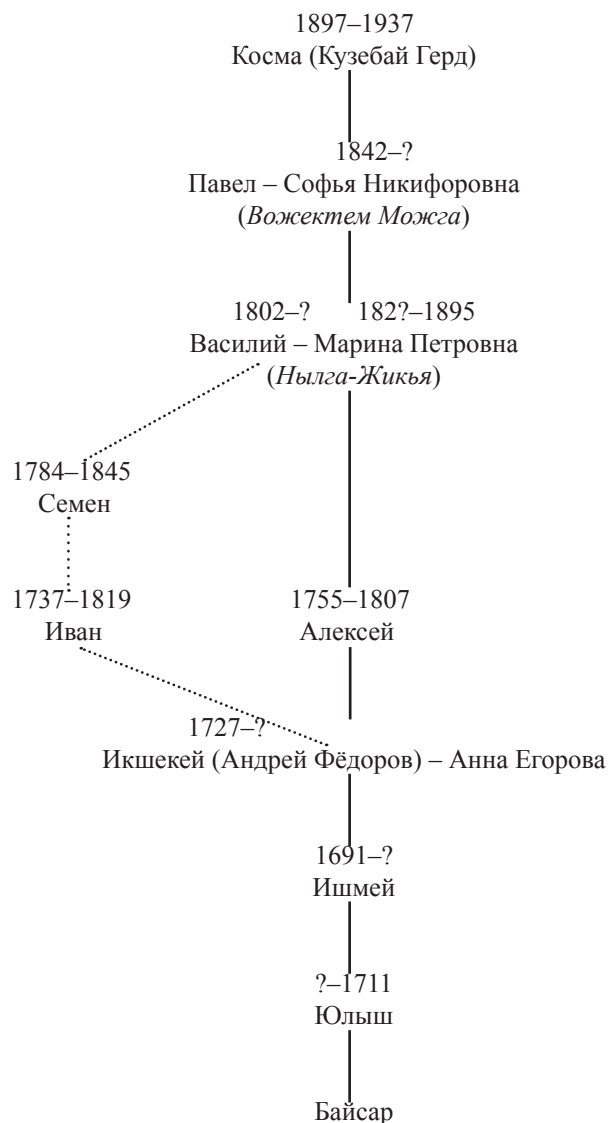 1897–1937
Косма (Кузебай Герд)
1842–?
Павел – Софья Никифоровна
(Вожектем Можга)
1802–? 182?–1895
Василий – Марина Петровна
(Нылга-Жикья)
1784–1845
Семен
1737–1819 1755–1807
Иван Алексей
1727–?
Икшекей (Андрей Фёдоров) – Анна Егорова
1691–?
Ишмей
?–1711
Юлыш
Байсар